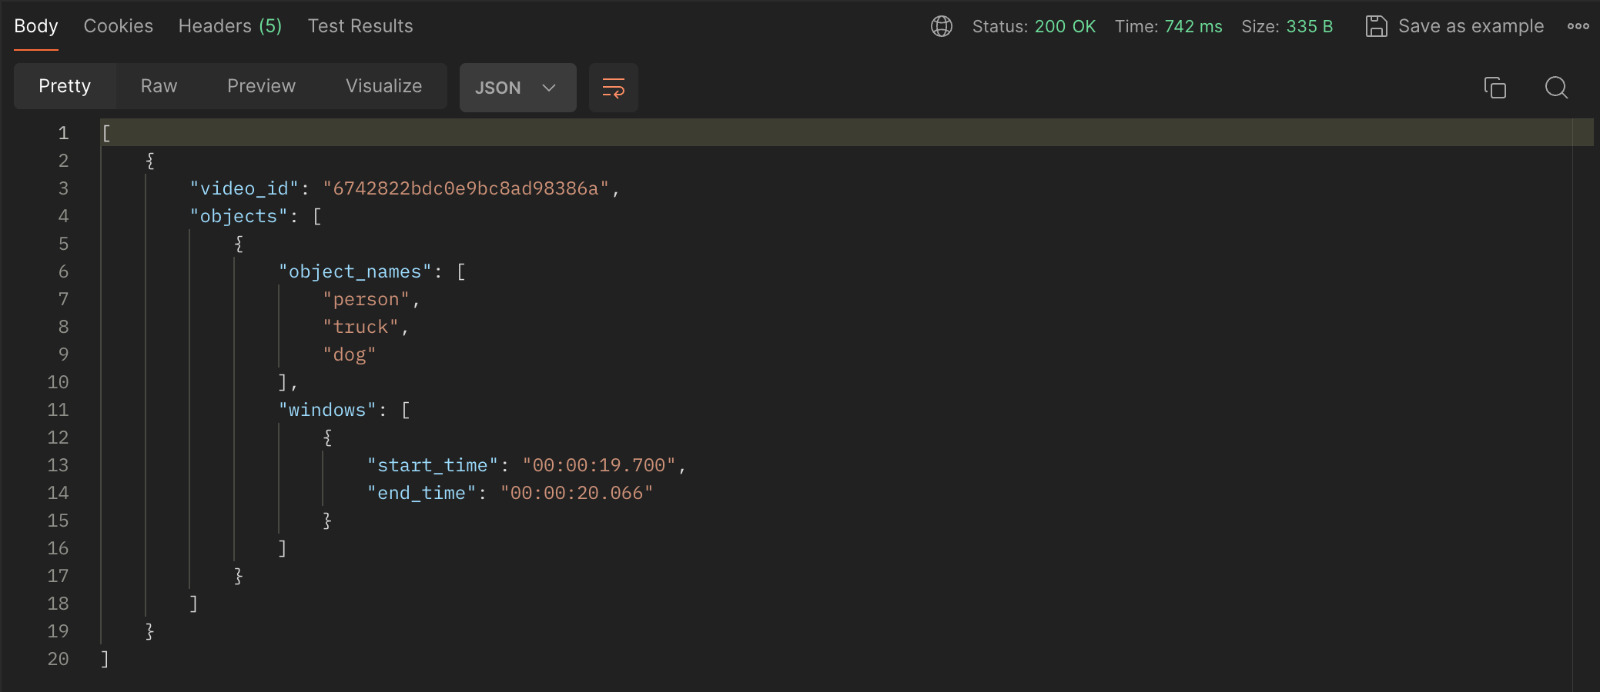 Body Cookies Headers (5) Test Results Status: 200 OK Time: 742 ms Size: 335 B Save as example
Pretty Raw Preview Visualize JSON
1 [
2 {
3 "video_id": "6742822bdc0e9bc8ad98386a",
4 "objects": [
5 {
6 "object_names": [
7 "person",
8 "truck",
9 "dog"
10 ],
11 "windows": [
12 {
13 "start_time": "00:00:19.700",
14 "end_time": "00:00:20.066"
15 }
16 ]
17 }
18 ]
19 }
20 ]